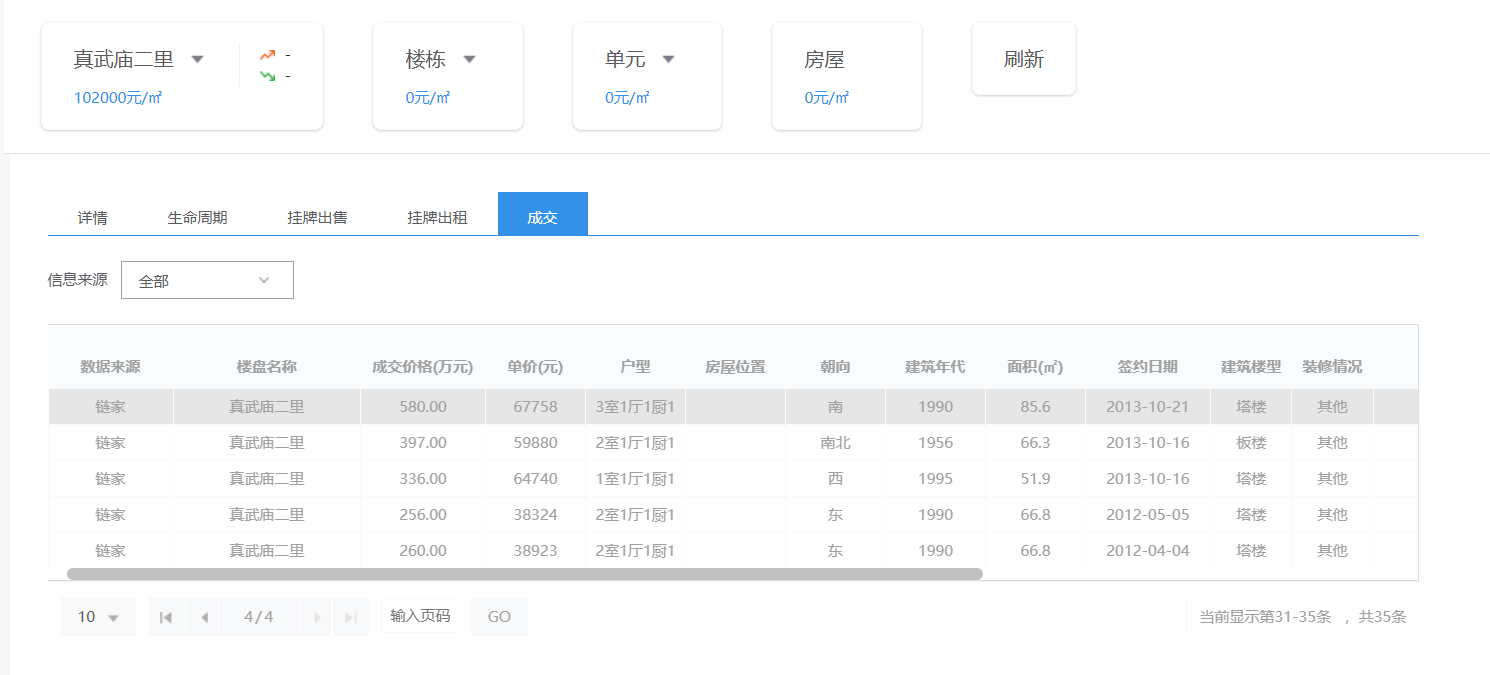 真武庙二里 - 楼栋 单元 房屋 刷新
-
102000元/㎡ 0元/㎡ 0元/㎡ 0元/㎡
详情 生命周期 挂牌出售 挂牌出租 成交
信息来源 全部
数据来源 楼盘名称 成交价格(万元) 单价(元) 户型 房屋位置 朝向 建筑年代 面积(㎡) 签约日期 建筑楼型 装修情况
链家 真武庙二里 580.00 67758 3室1厅1厨1 南 1990 85.6 2013-10-21 塔楼 其他
链家 真武庙二里 397.00 59880 2室1厅1厨1 南北 1956 66.3 2013-10-16 板楼 其他
链家 真武庙二里 336.00 64740 1室1厅1厨1 西 1995 51.9 2013-10-16 塔楼 其他
链家 真武庙二里 256.00 38324 2室1厅1厨1 东 1990 66.8 2012-05-05 塔楼 其他
链家 真武庙二里 260.00 38923 2室1厅1厨1 东 1990 66.8 2012-04-04 塔楼 其他
10 4/4 输入页码 GO 当前显示第31-35条 ，共35条